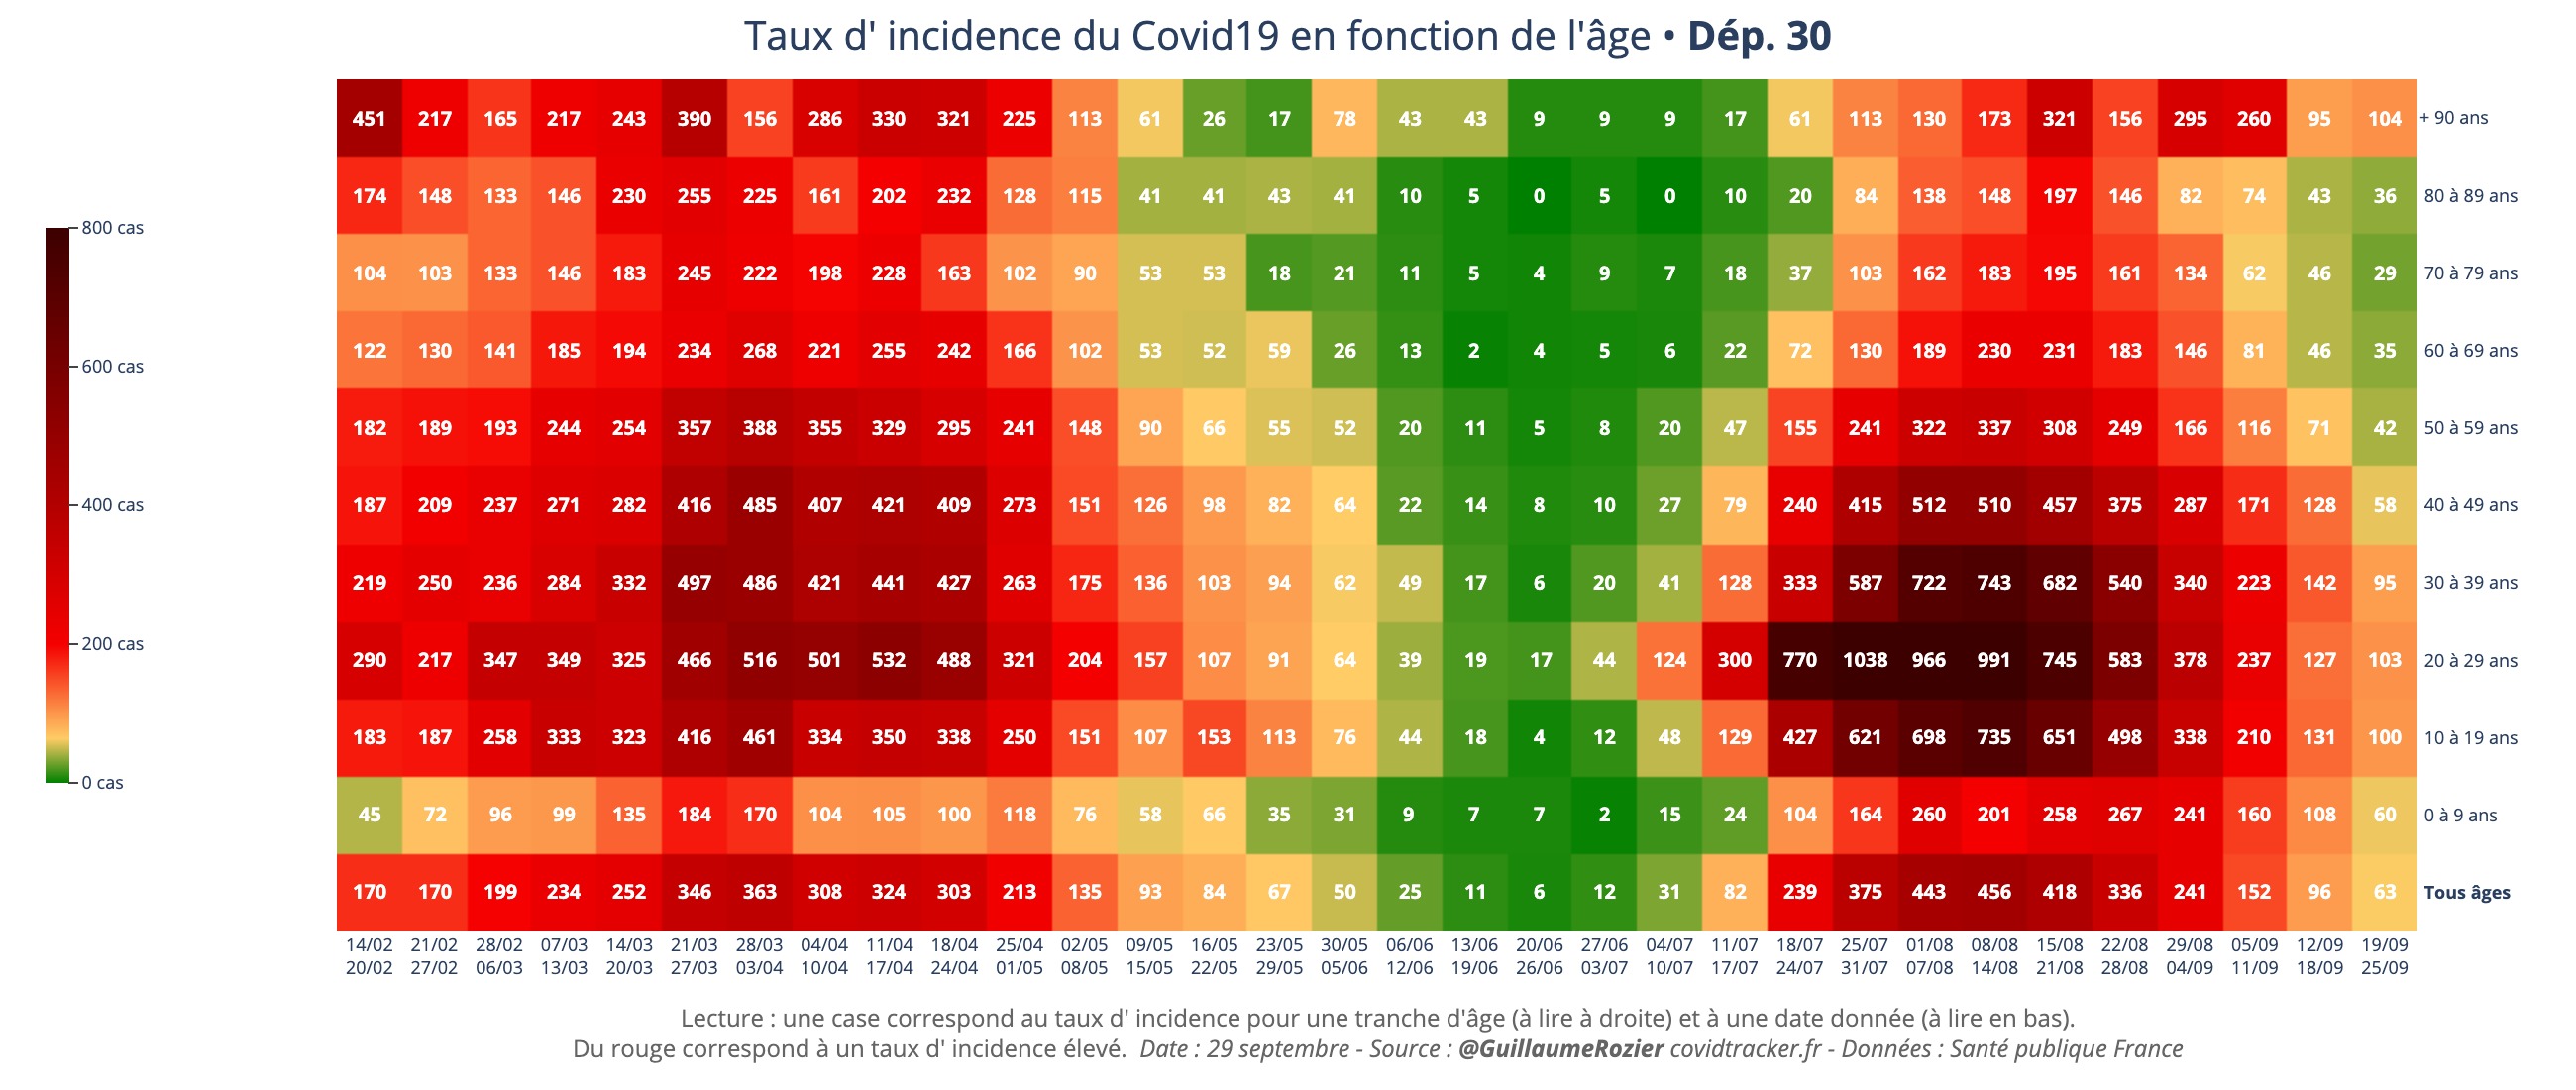 Taux d' incidence du Covid19 en fonction de l'âge • Dép. 30
800 cas
600 cas
400 cas
200 cas
0 cas
451 217 165 217 243 390 156 286 330 321 225 113 61 26 17 78 43 43 9 9 9 17 61 113 130 173 321 156 295 260 95 104 + 90 ans
174 148 133 146 230 255 225 161 202 232 128 115 41 41 43 41 10 5 0 5 0 10 20 84 138 148 197 146 82 74 43 36 80 à 89 ans
104 103 133 146 183 245 222 198 228 163 102 90 53 53 18 21 11 5 4 9 7 18 37 103 162 183 195 161 134 62 46 29 70 à 79 ans
122 130 141 185 194 234 268 221 255 242 166 102 53 52 59 26 13 2 4 5 6 22 72 130 189 230 231 183 146 81 46 35 60 à 69 ans
182 189 193 244 254 357 388 355 329 295 241 148 90 66 55 52 20 11 5 8 20 47 155 241 322 337 308 249 166 116 71 42 50 à 59 ans
187 209 237 271 282 416 485 407 421 409 273 151 126 98 82 64 22 14 8 10 27 79 240 415 512 510 457 375 287 171 128 58 40 à 49 ans
219 250 236 284 332 497 486 421 441 427 263 175 136 103 94 62 49 17 6 20 41 128 333 587 722 743 682 540 340 223 142 95 30 à 39 ans
290 217 347 349 325 466 516 501 532 488 321 204 157 107 91 64 39 19 17 44 124 300 770 1038 966 991 745 583 378 237 127 103 20 à 29 ans
183 187 258 333 323 416 461 334 350 338 250 151 107 153 113 76 44 18 4 12 48 129 427 621 698 735 651 498 338 210 131 100 10 à 19 ans
45 72 96 99 135 184 170 104 105 100 118 76 58 66 35 31 9 7 7 2 15 24 104 164 260 201 258 267 241 160 108 60 0 à 9 ans
170 170 199 234 252 346 363 308 324 303 213 135 93 84 67 50 25 11 6 12 31 82 239 375 443 456 418 336 241 152 96 63 Tous âges
14/02 21/02 28/02 07/03 14/03 21/03 28/03 04/04 11/04 18/04 25/04 02/05 09/05 16/05 23/05 30/05 06/06 13/06 20/06 27/06 04/07 11/07 18/07 25/07 01/08 08/08 15/08 22/08 29/08 05/09 12/09 19/09
20/02 27/02 06/03 13/03 20/03 27/03 03/04 10/04 17/04 24/04 01/05 08/05 15/05 22/05 29/05 05/06 12/06 19/06 26/06 03/07 10/07 17/07 24/07 31/07 07/08 14/08 21/08 28/08 04/09 11/09 18/09 25/09
Lecture : une case correspond au taux d' incidence pour une tranche d'âge (à lire à droite) et à une date donnée (à lire en bas).
Du rouge correspond à un taux d' incidence élevé. Date : 29 septembre - Source : @GuillaumeRozier covidtracker.fr - Données : Santé publique France